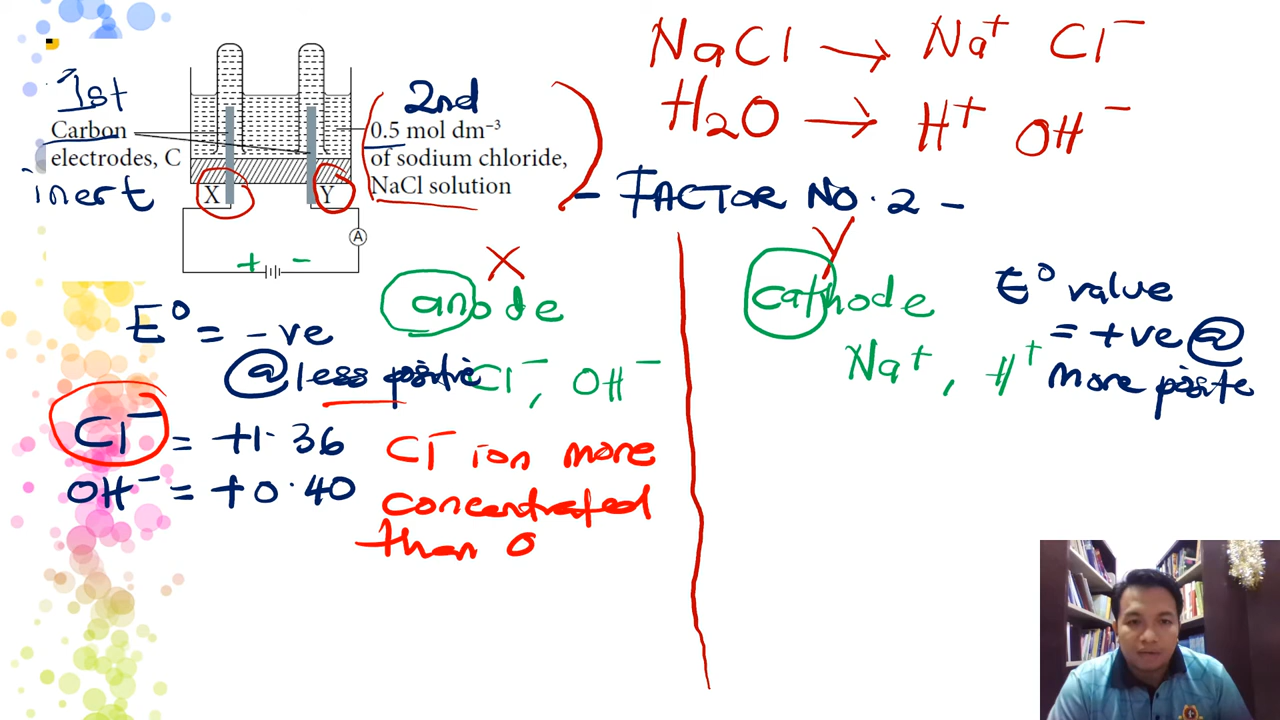 NaCl → Na⁺ Cl⁻
H₂O → H⁺ OH⁻
1st
Carbon
electrodes, C
inert
X
Y
A
+ -
2nd
0.5 mol dm⁻³
of sodium chloride,
NaCl solution
- FACTOR NO. 2 -
X
anode
E⁰ = -ve
@ less positive
Cl⁻, OH⁻
Cl⁻ = +1.36
OH⁻ = +0.40
Cl⁻ ion more
concentrated
than O
Y
cathode
Na⁺, H⁺
E⁰ value
= +ve @
more